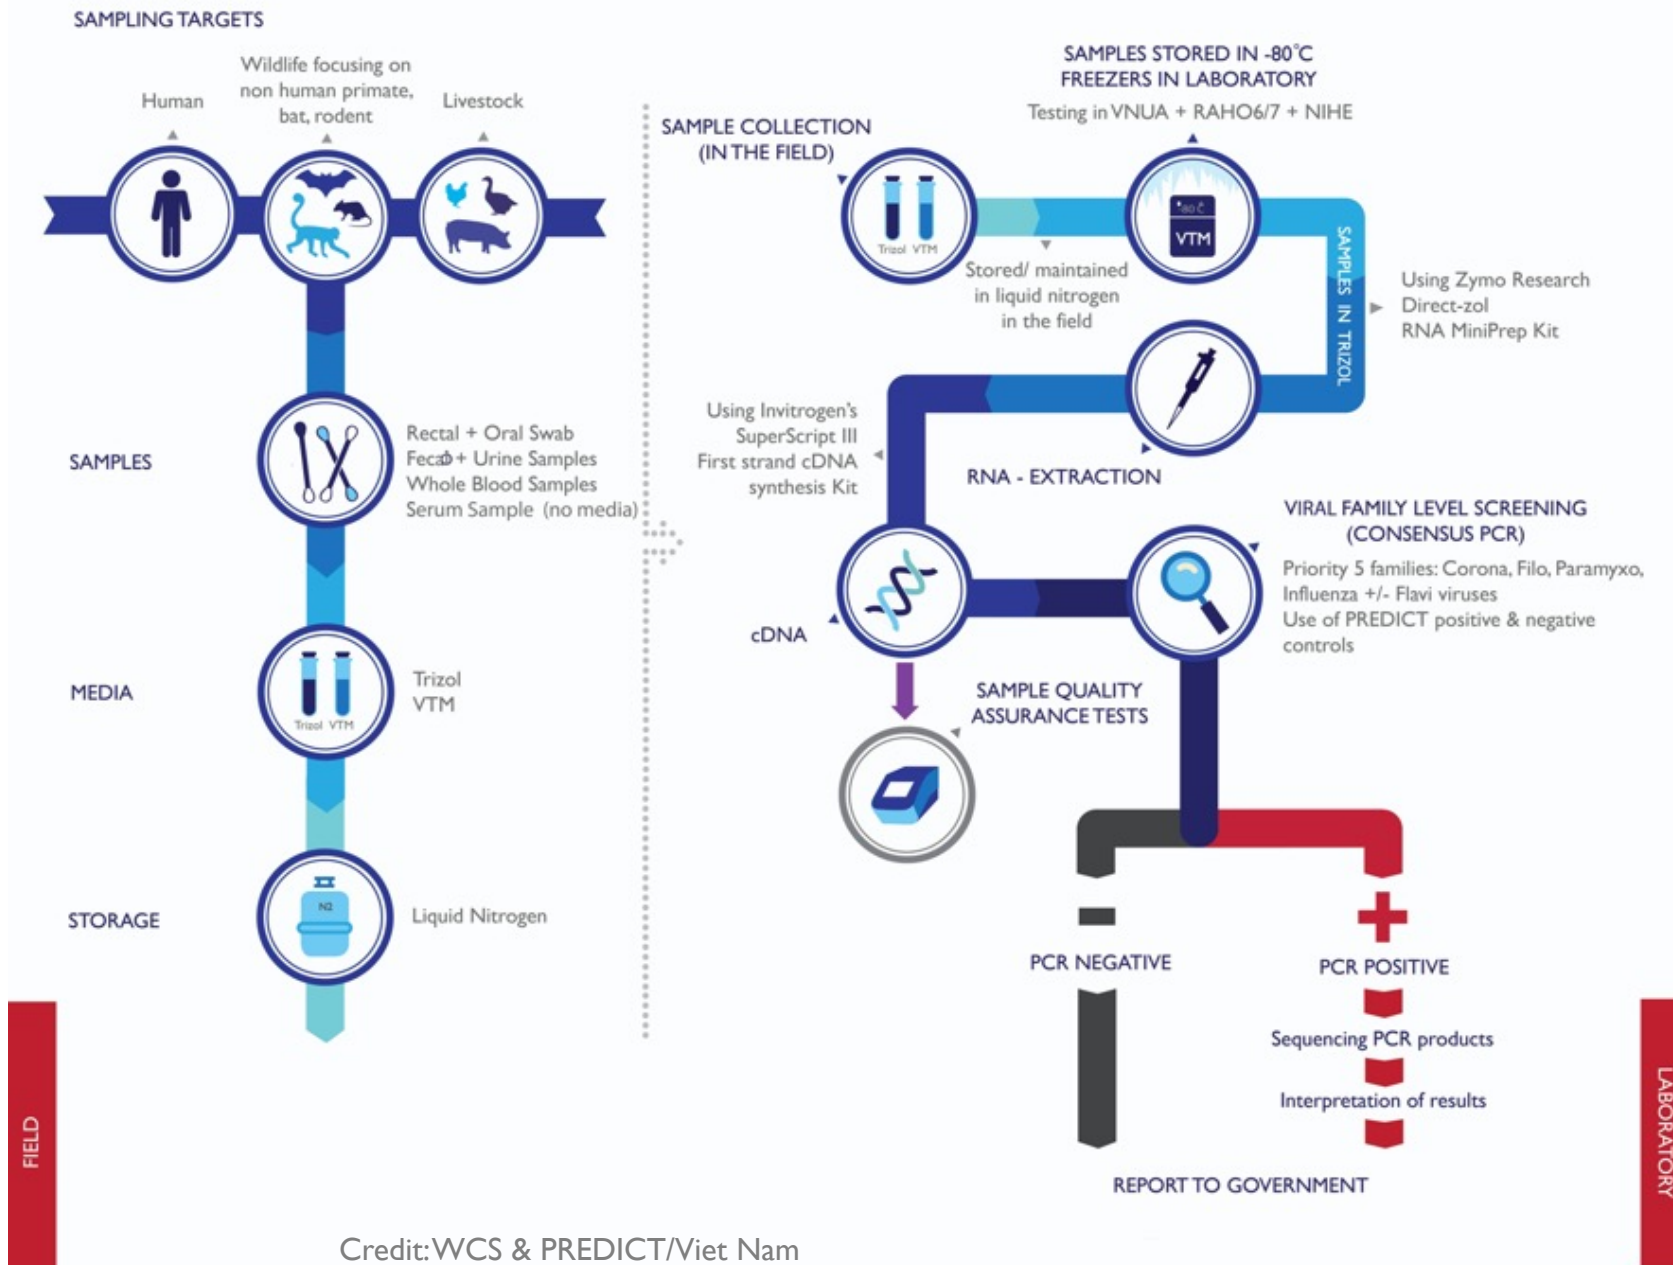 SAMPLING TARGETS
Human
Wildlife focusing on
non human primate,
bat, rodent
Livestock
SAMPLES
Rectal + Oral Swab
Fecal + Urine Samples
Whole Blood Samples
Serum Sample (no media)
MEDIA
Trizol VTM
Trizol
VTM
STORAGE
N2
Liquid Nitrogen
FIELD
SAMPLE COLLECTION
(IN THE FIELD)
Trizol VTM
Stored/ maintained
in liquid nitrogen
in the field
SAMPLES STORED IN -80°C
FREEZERS IN LABORATORY
Testing in VNUA + RAHO6/7 + NIHE
VTM
SAMPLES IN TRIZOL
Using Zymo Research
Direct-zol
RNA MiniPrep Kit
RNA - EXTRACTION
Using Invitrogen's
SuperScript III
First strand cDNA
synthesis Kit
cDNA
SAMPLE QUALITY
ASSURANCE TESTS
VIRAL FAMILY LEVEL SCREENING
(CONSENSUS PCR)
Priority 5 families: Corona, Filo, Paramyxo,
Influenza +/- Flavi viruses
Use of PREDICT positive & negative
controls
PCR NEGATIVE
PCR POSITIVE
Sequencing PCR products
Interpretation of results
REPORT TO GOVERNMENT
LABORATORY
Credit: WCS & PREDICT/Viet Nam